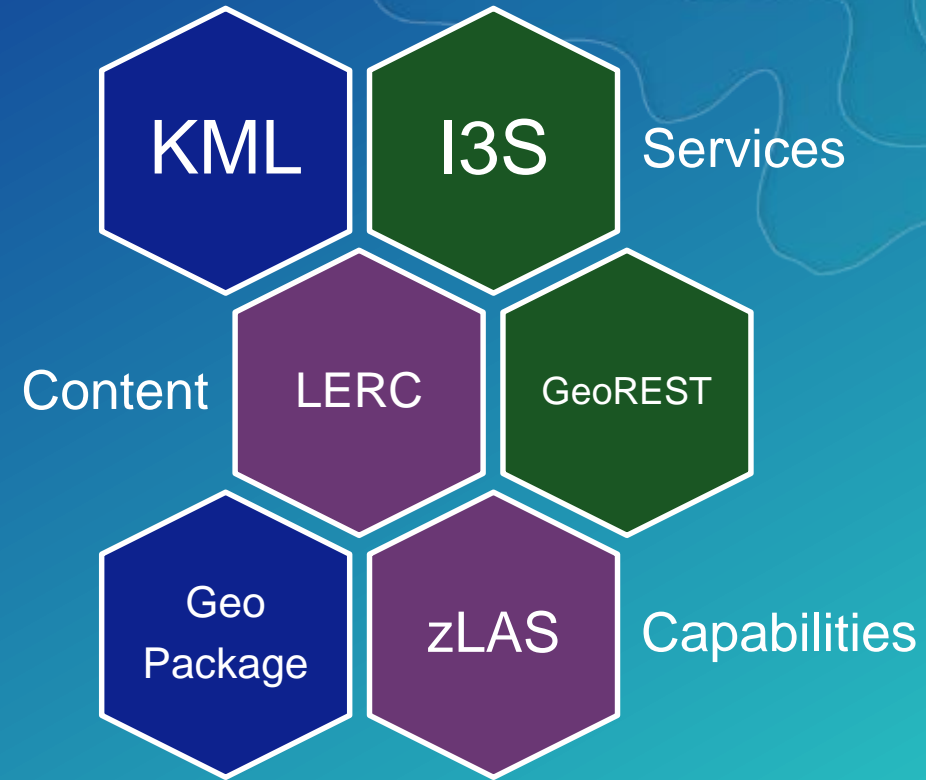 KML
I3S
Services
Content
LERC
GeoREST
Geo
Package
zLAS
Capabilities